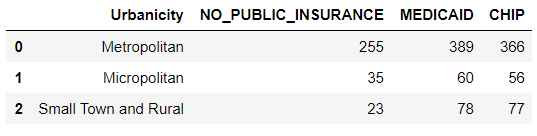 Urbanicity NO_PUBLIC_INSURANCE MEDICAID CHIP
0 Metropolitan 255 389 366
1 Micropolitan 35 60 56
2 Small Town and Rural 23 78 77